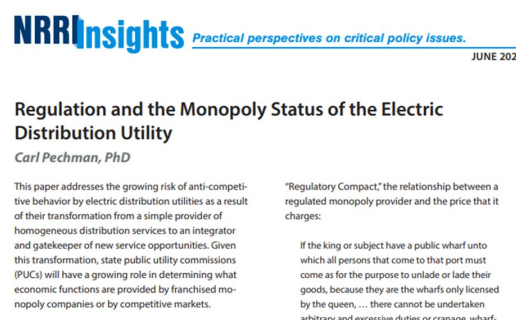 NRRI Insights Practical perspectives on critical policy issues.
JUNE 202
Regulation and the Monopoly Status of the Electric
Distribution Utility
Carl Pechman, PhD
This paper addresses the growing risk of anti-competi-
tive behavior by electric distribution utilities as a result
of their transformation from a simple provider of
homogeneous distribution services to an integrator
and gatekeeper of new service opportunities. Given
this transformation, state public utility commissions
(PUCs) will have a growing role in determining what
economic functions are provided by franchised mo-
nopoly companies or by competitive markets.
“Regulatory Compact,” the relationship between a
regulated monopoly provider and the price that it
charges:
If the king or subject have a public wharf unto
which all persons that come to that port must
come as for the purpose to unlade or lade their
goods, because they are the wharfs only licensed
by the queen, … there cannot be undertaken
arbitrary and excessive duties or cranage, wharf-